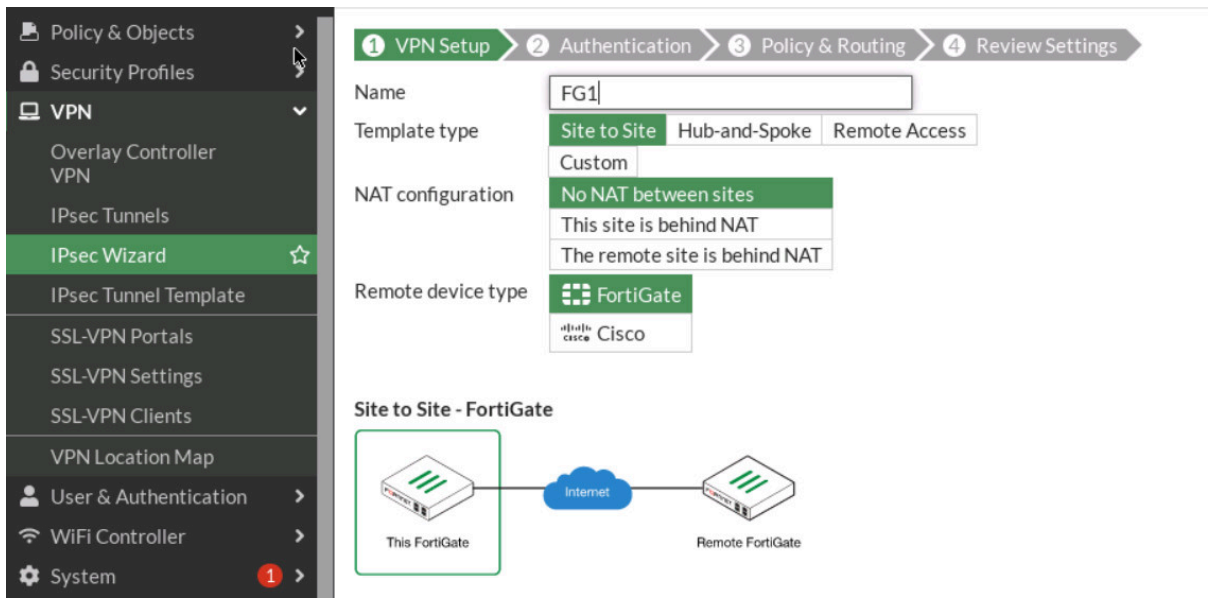 Policy & Objects
Security Profiles
VPN
Overlay Controller
VPN
IPsec Tunnels
IPsec Wizard
IPsec Tunnel Template
SSL-VPN Portals
SSL-VPN Settings
SSL-VPN Clients
VPN Location Map
User & Authentication
WiFi Controller
System 1
1 VPN Setup 2 Authentication 3 Policy & Routing 4 Review Settings
Name FG1
Template type Site to Site Hub-and-Spoke Remote Access
Custom
NAT configuration No NAT between sites
This site is behind NAT
The remote site is behind NAT
Remote device type FortiGate
cisco Cisco
Site to Site - FortiGate
FORTINET Internet FORTINET
This FortiGate Remote FortiGate